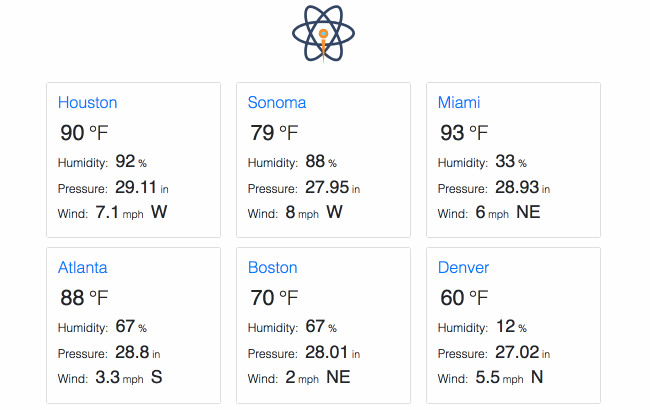 Houston
90 °F
Humidity: 92 %
Pressure: 29.11 in
Wind: 7.1 mph W
Sonoma
79 °F
Humidity: 88 %
Pressure: 27.95 in
Wind: 8 mph W
Miami
93 °F
Humidity: 33 %
Pressure: 28.93 in
Wind: 6 mph NE
Atlanta
88 °F
Humidity: 67 %
Pressure: 28.8 in
Wind: 3.3 mph S
Boston
70 °F
Humidity: 67 %
Pressure: 28.01 in
Wind: 2 mph NE
Denver
60 °F
Humidity: 12 %
Pressure: 27.02 in
Wind: 5.5 mph N